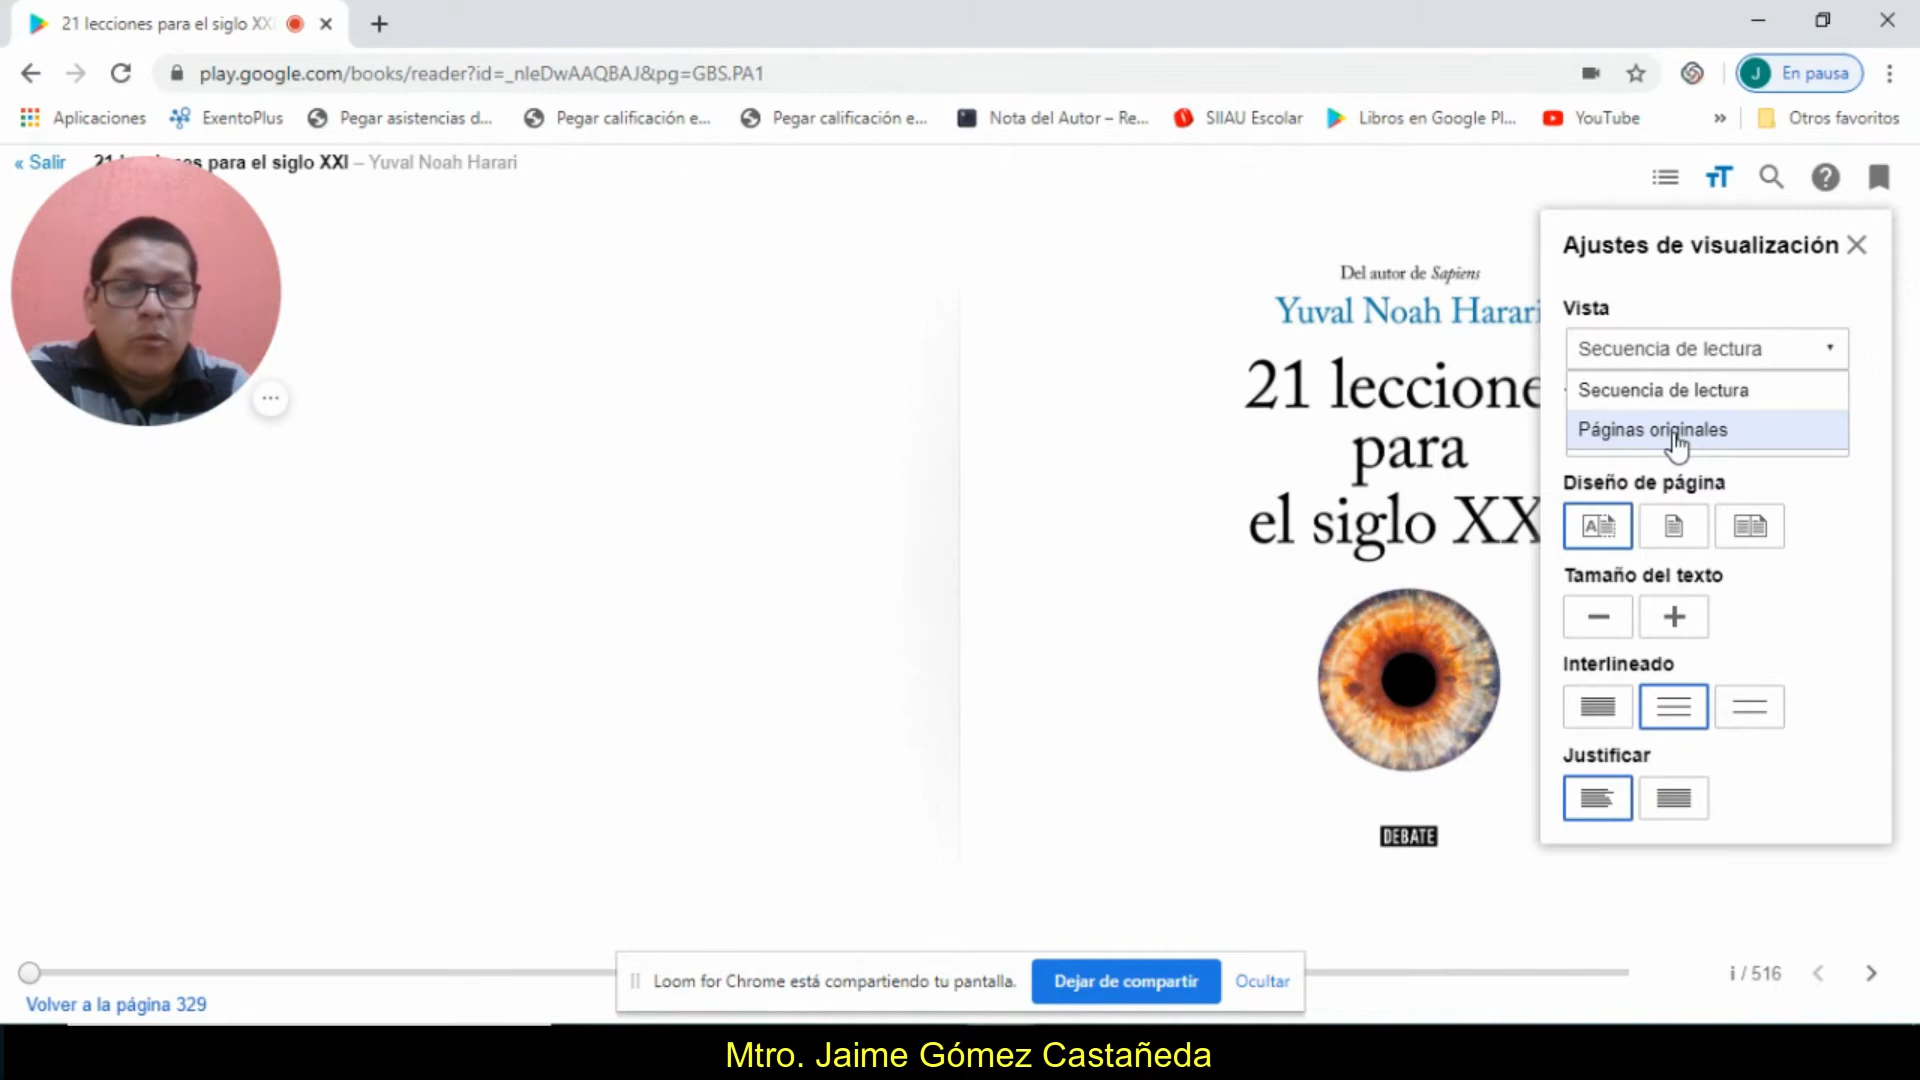 21 lecciones para el siglo XX
play.google.com/books/reader?id=_nIeDwAAQBAJ&pg=GBS.PA1
J En pausa
Aplicaciones ExentoPlus Pegar asistencias d... Pegar calificación e... Pegar calificación e... Nota del Autor – Re... SIIAU Escolar Libros en Google Pl... YouTube » Otros favoritos
« Salir 21 es para el siglo XXI – Yuval Noah Harari
Ajustes de visualización
Vista
Secuencia de lectura
Secuencia de lectura
Páginas originales
Diseño de página
Tamaño del texto
Interlineado
Justificar
Del autor de Sapiens
Yuval Noah Harari
21 leccione
para
el siglo XX
DEBATE
Loom for Chrome está compartiendo tu pantalla. Dejar de compartir Ocultar
i / 516
Volver a la página 329
Mtro. Jaime Gómez Castañeda